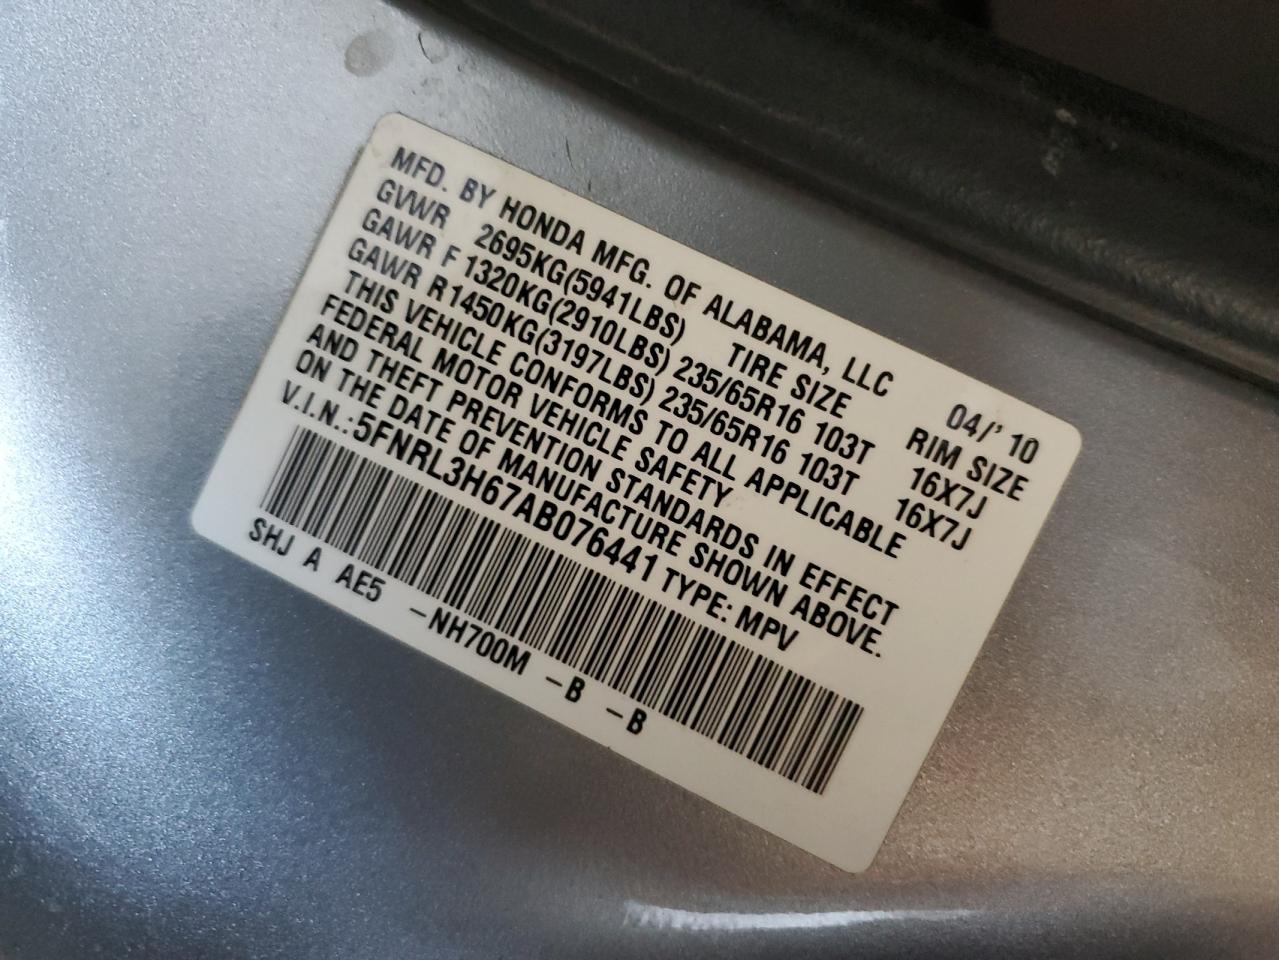 MFD. BY HONDA MFG. OF ALABAMA, LLC 04/'10
GVWR 2695KG(5941LBS) TIRE SIZE RIM SIZE
GAWR F 1320KG(2910LBS) 235/65R16 103T 16X7J
GAWR R1450KG(3197LBS) 235/65R16 103T 16X7J
THIS VEHICLE CONFORMS TO ALL APPLICABLE
FEDERAL MOTOR VEHICLE SAFETY
AND THEFT PREVENTION STANDARDS IN EFFECT
ON THE DATE OF MANUFACTURE SHOWN ABOVE.
V.I.N.:5FNRL3H67AB076441 TYPE: MPV
SHJ A AE5 -NH700M -B -B